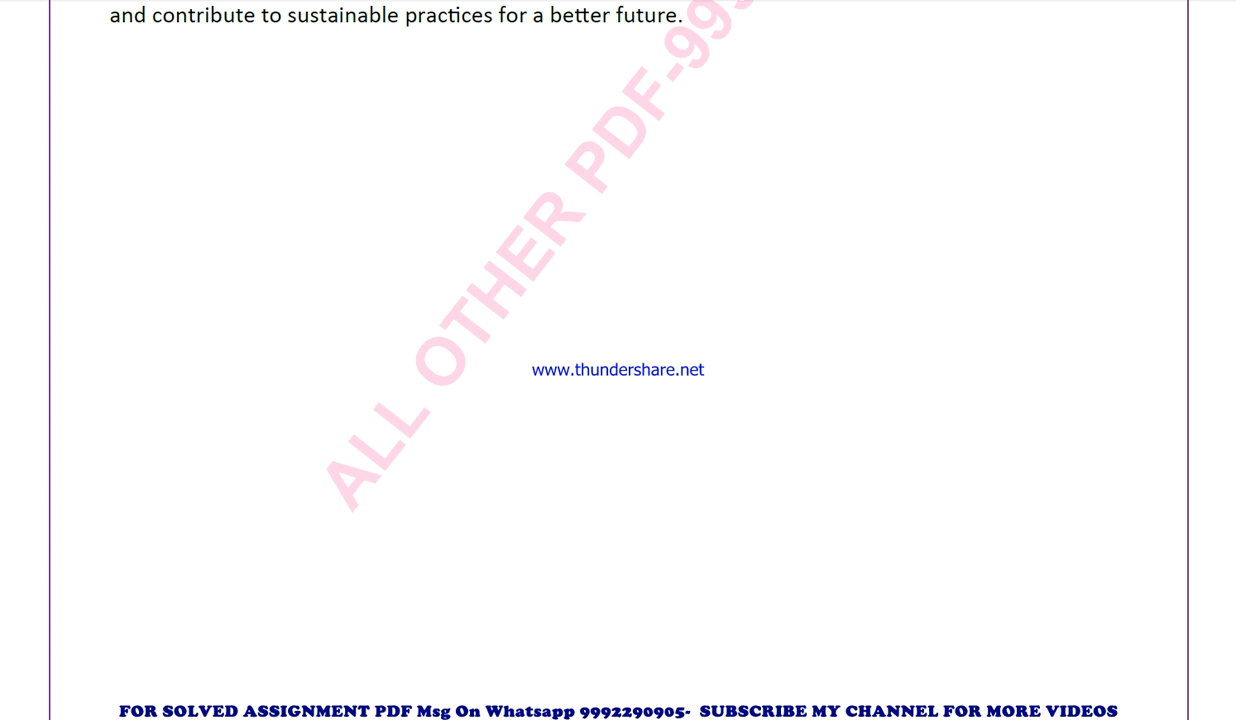 and contribute to sustainable practices for a better future.
ALL OTHER PDF-99
www.thundershare.net
FOR SOLVED ASSIGNMENT PDF Msg On Whatsapp 9992290905- SUBSCRIBE MY CHANNEL FOR MORE VIDEOS